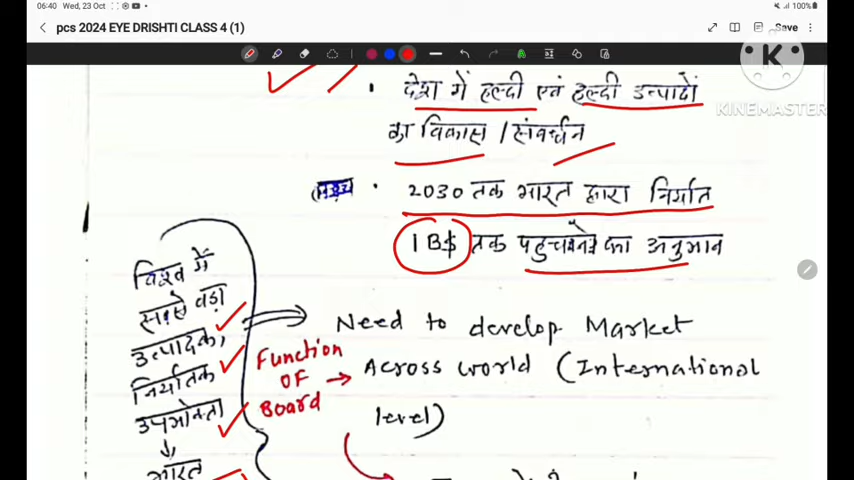 06:40 Wed, 23 Oct
100%
pcs 2024 EYE DRISHTI CLASS 4 (1)
Save
K
KINEMASTER
देश में हल्दी एवं हल्दी उत्पादों
का विकास / संवर्धन
2030 तक भारत द्वारा निर्यात
1 B$ तक पहुचाने का अनुमान
विश्व में
सबसे बड़ा
उत्पादक,
निर्यातक
उपभोक्ता
भारत
Need to develop Market
Function
OF
Board
Across world (International
level)